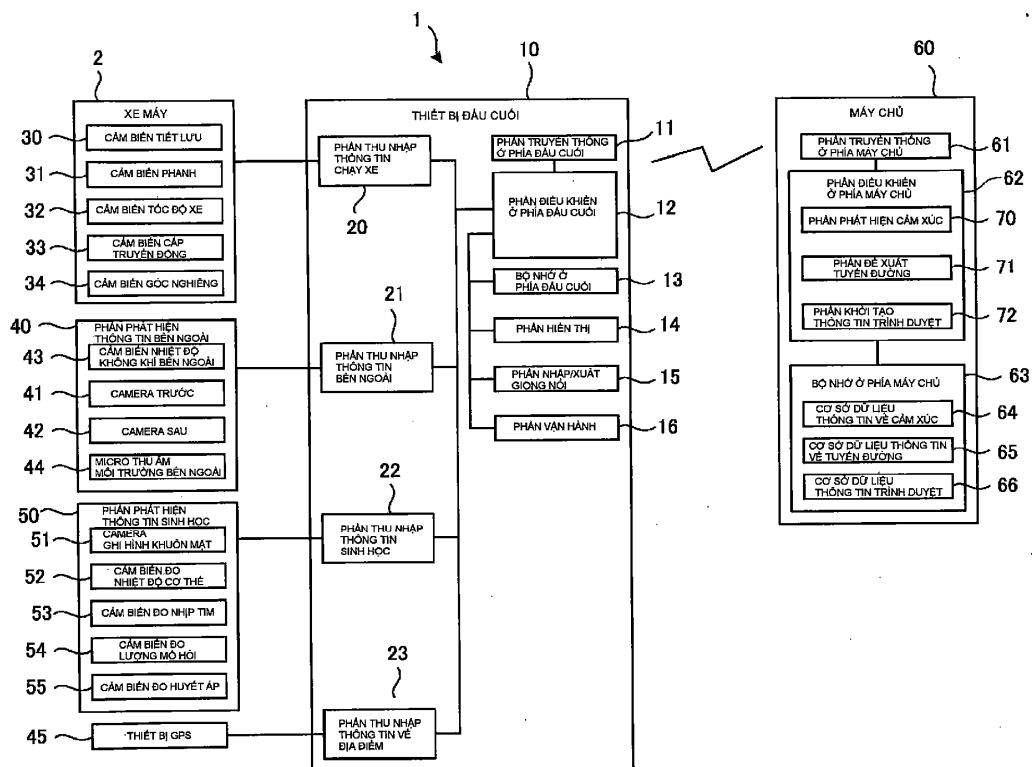 1
2
XE MÁY
30
CẢM BIẾN TIẾT LƯU
31
CẢM BIẾN PHANH
32
CẢM BIẾN TỐC ĐỘ XE
33
CẢM BIẾN CẤP
TRUYỀN ĐỘNG
34
CẢM BIẾN GÓC NGHIÊNG
40
PHẦN PHÁT HIỆN
THÔNG TIN BÊN NGOÀI
43
CẢM BIẾN NHIỆT ĐỘ
KHÔNG KHÍ BÊN NGOÀI
41
CAMERA TRƯỚC
42
CAMERA SAU
44
MICRO THU ÂM
MÔI TRƯỜNG BÊN NGOÀI
50
PHẦN PHÁT HIỆN
THÔNG TIN SINH HỌC
51
CAMERA
GHI HÌNH KHUÔN MẶT
52
CẢM BIẾN ĐO
NHIỆT ĐỘ CƠ THỂ
53
CẢM BIẾN ĐO NHỊP TIM
54
CẢM BIẾN ĐO
LƯỢNG MỒ HÔI
55
CẢM BIẾN ĐO HUYẾT ÁP
45
THIẾT BỊ GPS
10
THIẾT BỊ ĐẦU CUỐI
PHẦN THU NHẬP
THÔNG TIN
CHẠY XE
20
21
PHẦN THU NHẬP
THÔNG TIN
BÊN NGOÀI
22
PHẦN THU NHẬP
THÔNG TIN
SINH HỌC
23
PHẦN THU NHẬP
THÔNG TIN VỀ
ĐỊA ĐIỂM
PHẦN TRUYỀN THÔNG
Ở PHÍA ĐẦU CUỐI
11
PHẦN ĐIỀU KHIỂN
Ở PHÍA ĐẦU CUỐI
12
BỘ NHỚ Ở
PHÍA ĐẦU CUỐI
13
PHẦN HIỂN THỊ
14
PHẦN NHẬP/XUẤT
GIỌNG NÓI
15
PHẦN VẬN HÀNH
16
60
MÁY CHỦ
PHẦN TRUYỀN THÔNG
Ở PHÍA MÁY CHỦ
61
PHẦN ĐIỀU KHIỂN
Ở PHÍA MÁY CHỦ
62
PHẦN PHÁT HIỆN CẢM XÚC
70
PHẦN ĐỀ XUẤT
TUYẾN ĐƯỜNG
71
PHẦN KHỞI TẠO
THÔNG TIN TRÌNH DUYỆT
72
BỘ NHỚ Ở PHÍA MÁY CHỦ
63
CƠ SỞ DỮ LIỆU
THÔNG TIN VỀ CẢM XÚC
64
CƠ SỞ DỮ LIỆU THÔNG TIN
VỀ TUYẾN ĐƯỜNG
65
CƠ SỞ DỮ LIỆU
THÔNG TIN TRÌNH DUYỆT
66